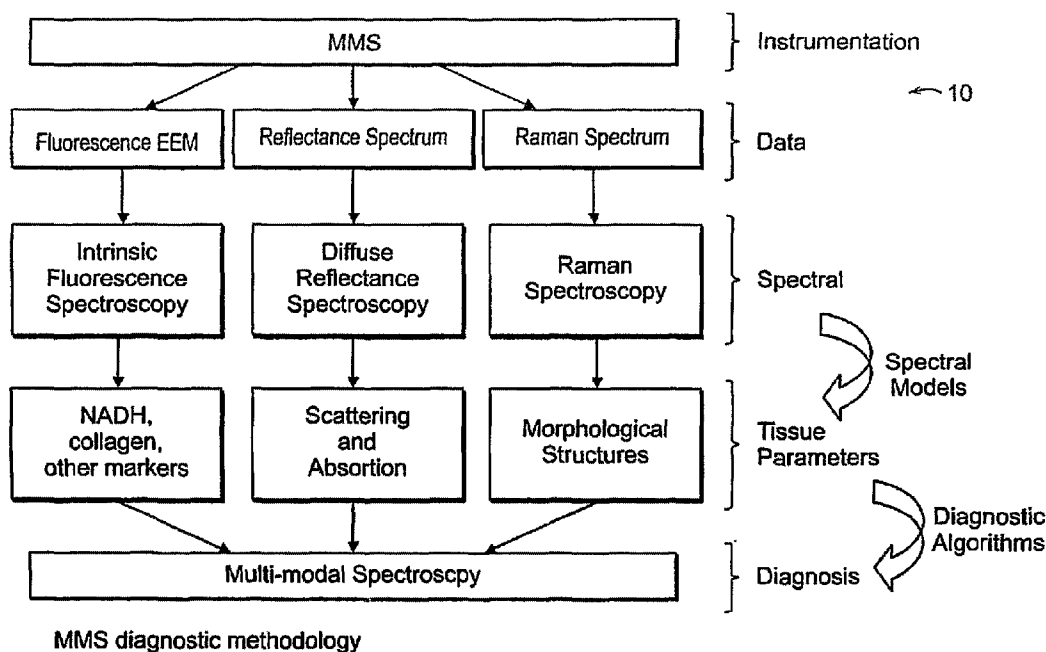 MMS
Instrumentation
10
Fluorescence EEM
Reflectance Spectrum
Raman Spectrum
Data
Intrinsic
Fluorescence
Spectroscopy
Diffuse
Reflectance
Spectroscopy
Raman
Spectroscopy
Spectral
Spectral
Models
NADH,
collagen,
other markers
Scattering
and
Absortion
Morphological
Structures
Tissue
Parameters
Diagnostic
Algorithms
Multi-modal Spectroscpy
Diagnosis
MMS diagnostic methodology